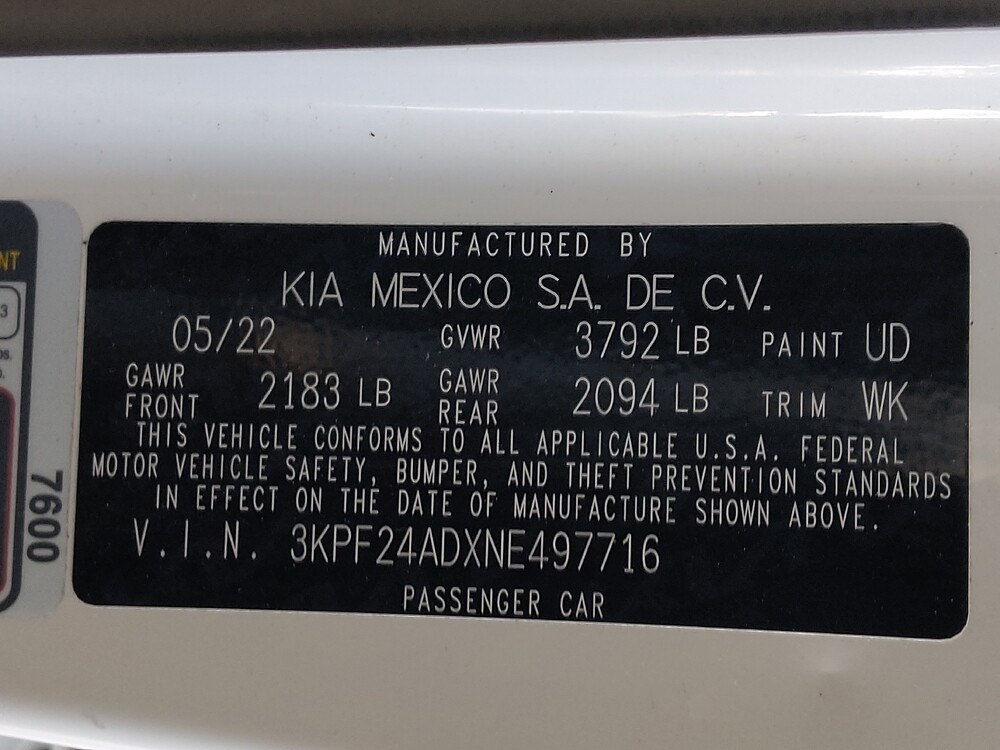 MANUFACTURED BY
KIA MEXICO S.A. DE C.V.
05/22 GVWR 3792 LB PAINT UD
GAWR FRONT 2183 LB GAWR REAR 2094 LB TRIM WK
THIS VEHICLE CONFORMS TO ALL APPLICABLE U.S.A. FEDERAL
MOTOR VEHICLE SAFETY, BUMPER, AND THEFT PREVENTION STANDARDS
IN EFFECT ON THE DATE OF MANUFACTURE SHOWN ABOVE.
V.I.N. 3KPF24ADXNE497716
PASSENGER CAR
7600
NT
3